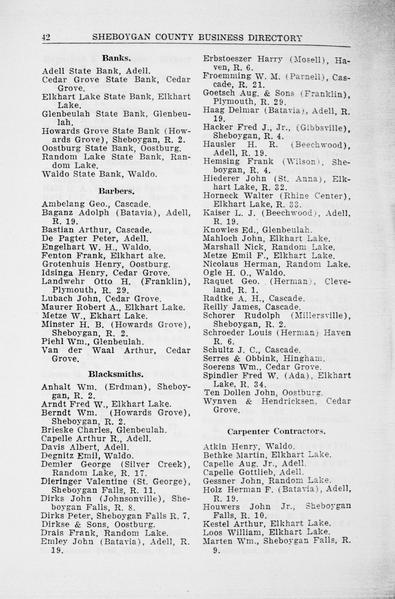 42 SHEBOYGAN COUNTY BUSINESS DIRECTORY
Banks.
Adell State Bank, Adell.
Cedar Grove State Bank, Cedar
Grove.
Elkhart Lake State Bank, Elkhart
Lake.
Glenbeulah State Bank, Glenbeu-
lah.
Howards Grove State Bank (How-
ards Grove), Sheboygan, R. 2.
Oostburg State Bank, Oostburg.
Random Lake State Bank, Ran-
dom Lake.
Waldo State Bank, Waldo.
Barbers.
Ambelang Geo., Cascade.
Baganz Adolph (Batavia), Adell,
R. 19.
Bastian Arthur, Cascade.
De Pagter Peter, Adell.
Engelhart W. H., Waldo.
Fenton Frank, Elkhart ake.
Grotenhuis Henry, Oostburg.
Idsinga Henry, Cedar Grove.
Landwehr Otto H. (Franklin),
Plymouth, R. 29.
Lubach John, Cedar Grove.
Maurer Robert A., Elkhart Lake.
Metze W., Elkhart Lake.
Minster H. B. (Howards Grove),
Sheboygan, R. 2.
Piehl Wm., Glenbeulah.
Van der Waal Arthur, Cedar
Grove.
Blacksmiths.
Anhalt Wm. (Erdman), Sheboy-
gan, R. 2.
Arndt Fred W., Elkhart Lake.
Berndt Wm. (Howards Grove),
Sheboygan, R. 2.
Brieske Charles, Glenbeulah.
Capelle Arthur R., Adell.
Davis Albert, Adell.
Degnitz Emil, Waldo.
Demler George (Silver Creek),
Random Lake, R. 17.
Dieringer Valentine (St. George),
Sheboygan Falls, R. 11.
Dirks John (Johnsonville), She-
boygan Falls, R. 8.
Dirks Peter, Sheboygan Falls R. 7.
Dirkse & Sons, Oostburg.
Drais Frank, Random Lake.
Emley John (Batavia), Adell, R.
19.
Erbstoeszer Harry (Mosell), Ha-
ven, R. 6.
Froemming W. M. (Parnell), Cas-
cade, R. 21.
Goetsch Aug. & Sons (Franklin),
Plymouth, R. 29.
Haag Delmar (Batavia), Adell, R.
19.
Hacker Fred J., Jr., (Gibbsville),
Sheboygan, R. 4.
Hausler H. R. (Beechwood),
Adell, R. 19.
Hemsing Frank (Wilson), She-
boygan, R. 4.
Hiederer John (St. Anna), Elk-
hart Lake, R. 32.
Horneck Walter (Rhine Center),
Elkhart Lake, R. 33.
Kaiser L. J. (Beechwood), Adell,
R. 19.
Knowles Ed., Glenbeulah.
Mahloch John, Elkhart Lake.
Marshall Nick, Random Lake.
Metze Emil F., Elkhart Lake.
Nicolaus Herman, Random Lake.
Ogle H. O., Waldo.
Raquet Geo. (Herman), Cleve-
land, R. 1.
Radtke A. H., Cascade.
Reilly James, Cascade.
Schorer Rudolph (Millersville),
Sheboygan, R. 2.
Schroeder Louis (Herman) Haven
R. 6.
Schultz J. C., Cascade.
Serres & Obbink, Hingham.
Soerens Wm., Cedar Grove.
Spindler Fred W. (Ada), Elkhart
Lake, R. 34.
Ten Dollen John, Oostburg.
Wynven & Hendricksen, Cedar
Grove.
Carpenter Contractors.
Atkin Henry, Waldo.
Bethke Martin, Elkhart Lake.
Capelle Aug. Jr., Adell.
Capelle Gottlieb, Adell.
Gessner John, Random Lake.
Holz Herman F. (Batavia), Adell,
R. 19.
Houwers John Jr., Sheboygan
Falls, R. 10.
Kestel Arthur, Elkhart Lake.
Loos William, Elkhart Lake.
Marten Wm., Sheboygan Falls, R.
9.